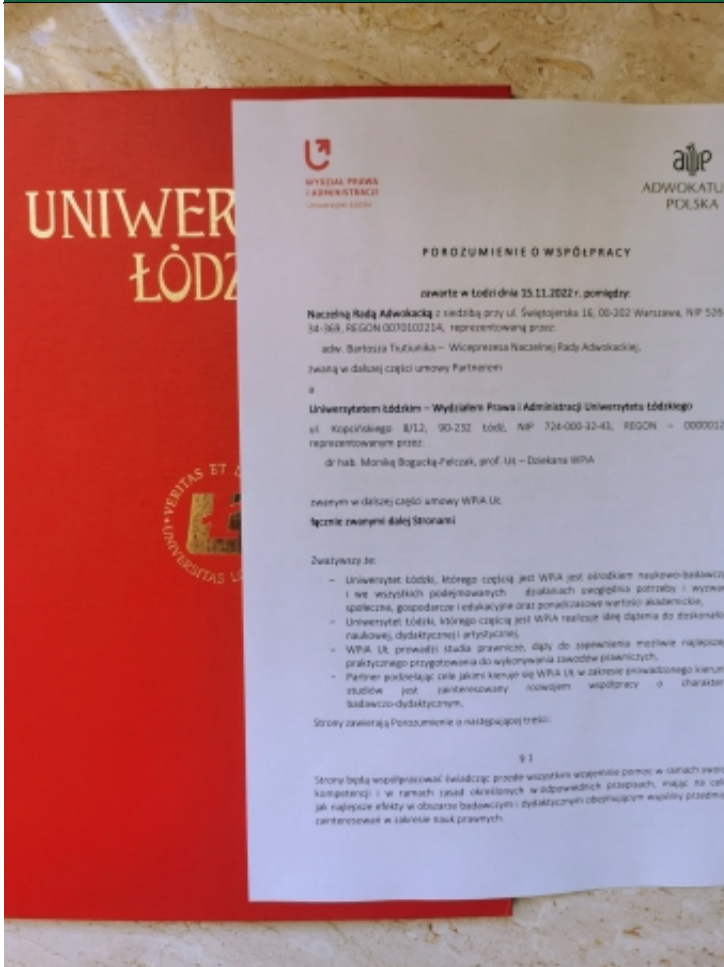 UNIWER
ŁÓDZ
VERITAS ET
UNIVERSITAS
WYDZIAŁ PRAWA
I ADMINISTRACJI
Uniwersytet Łódzki
ADWOKATU
POLSKA
POROZUMIENIE O WSPÓŁPRACY
zawarte w Łodzi dnia 15.11.2022 r. pomiędzy:
Naczelną Radą Adwokacką z siedzibą przy ul. Świętojerska 16, 00-202 Warszawa, NIP 526-
34-369, REGON 0070102214, reprezentowaną przez:
adw. Bartosza Tiutiunika – Wiceprezesa Naczelnej Rady Adwokackiej,
zwaną w dalszej części umowy Partnerem
a
Uniwersytetem Łódzkim – Wydziałem Prawa i Administracji Uniwersytetu Łódzkiego
ul. Kopcińskiego 8/12, 90-232 Łódź, NIP 724-000-32-43, REGON – 0000012
reprezentowanym przez:
dr hab. Monikę Bogucką-Felczak, prof. UŁ – Dziekana WPiA
zwanym w dalszej części umowy WPiA UŁ
łącznie zwanymi dalej Stronami
Zważywszy że:
– Uniwersytet Łódzki, którego częścią jest WPiA jest ośrodkiem naukowo-badawcz
i we wszystkich podejmowanych działaniach uwzględnia potrzeby i wyzwan
społeczne, gospodarcze i edukacyjne oraz ponadczasowe wartości akademickie,
– Uniwersytet Łódzki, którego częścią jest WPiA realizuje ideę dążenia do doskonało
naukowej, dydaktycznej i artystycznej,
– WPiA UŁ prowadzi studia prawnicze, dąży do zapewnienia możliwie najlepsze
praktycznego przygotowania do wykonywania zawodów prawniczych,
– Partner podzielając cele jakimi kieruje się WPiA UŁ w zakresie prowadzonego kierun
studiów jest zainteresowany rozwojem współpracy o charakter
badawczo-dydaktycznym.
Strony zawierają Porozumienie o następującej treści:
§ 1
Strony będą współpracować świadcząc przede wszystkim wzajemnie pomoc w ramach swoic
kompetencji i w ramach zasad określonych w odpowiednich przepisach, mając na cel
jak najlepsze efekty w obszarze badawczym i dydaktycznym obejmującym wspólny przedmi
zainteresowań w zakresie nauk prawnych.